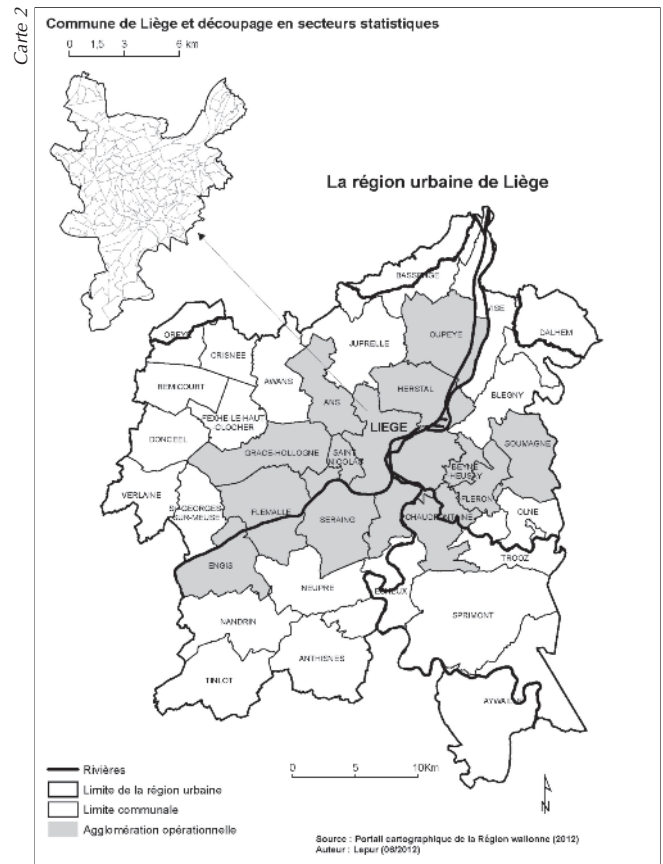 Carte 2
Commune de Liège et découpage en secteurs statistiques
0 1,5 3 6 km
La région urbaine de Liège
BASSENGE
OUPEYE
DALHEM
JUPRELLE
CRISNEE
AWANS
HERSTAL
BLEGNY
REMICOURT
ANS
FEXHE-LE-HAUT
CLOCHER
LIEGE
SOUMAGNE
DONCEEL
GRACE-HOLLOGNE
SAINT
NICOLAS
BEYNE
HEUSAY
VERLAINE
FLERON
ST-GEORGES
SUR-MEUSE
FLEMALLE
SERAING
CHAUDFONTAINE
OLNE
TROOZ
ENGIS
NEUPRE
ESNEUX
SPRIMONT
NANDRIN
ANTHISNES
TINLOT
0 5 10Km
Rivières
Limite de la région urbaine
Limite communale
Agglomération opérationnelle
N
Source : Portail cartographique de la Région wallonne (2012)
Auteur : Lepur (06/2012)